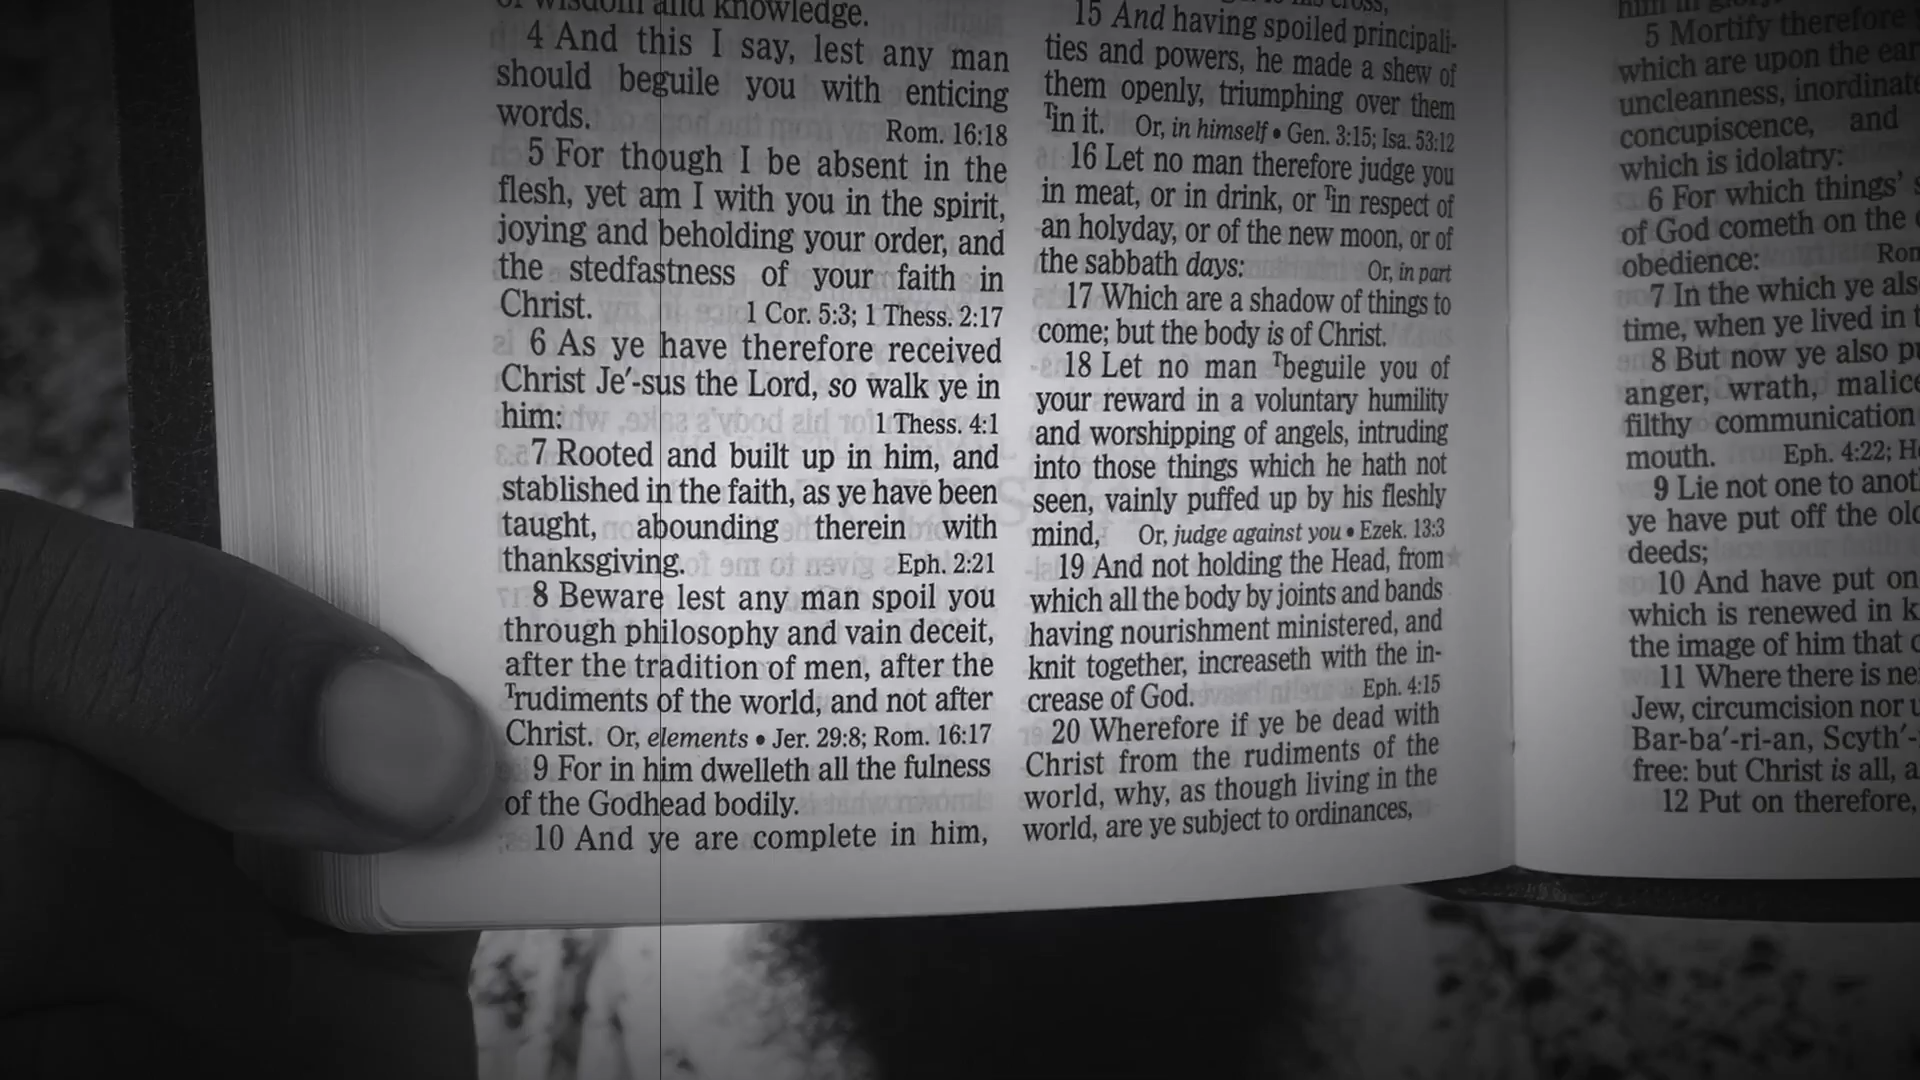 of wisdom and knowledge.
4 And this I say, lest any man
should beguile you with enticing
words. Rom. 16:18
5 For though I be absent in the
flesh, yet am I with you in the spirit,
joying and beholding your order, and
the stedfastness of your faith in
Christ. 1 Cor. 5:3; 1 Thess. 2:17
6 As ye have therefore received
Christ Je′-sus the Lord, so walk ye in
him: 1 Thess. 4:1
7 Rooted and built up in him, and
stablished in the faith, as ye have been
taught, abounding therein with
thanksgiving. Eph. 2:21
8 Beware lest any man spoil you
through philosophy and vain deceit,
after the tradition of men, after the
Trudiments of the world, and not after
Christ. Or, elements • Jer. 29:8; Rom. 16:17
9 For in him dwelleth all the fulness
of the Godhead bodily.
10 And ye are complete in him,
15 And having spoiled principali-
ties and powers, he made a shew of
them openly, triumphing over them
Tin it. Or, in himself • Gen. 3:15; Isa. 53:12
16 Let no man therefore judge you
in meat, or in drink, or Tin respect of
an holyday, or of the new moon, or of
the sabbath days: Or, in part
17 Which are a shadow of things to
come; but the body is of Christ.
18 Let no man Tbeguile you of
your reward in a voluntary humility
and worshipping of angels, intruding
into those things which he hath not
seen, vainly puffed up by his fleshly
mind, Or, judge against you • Ezek. 13:3
19 And not holding the Head, from
which all the body by joints and bands
having nourishment ministered, and
knit together, increaseth with the in-
crease of God. Eph. 4:15
20 Wherefore if ye be dead with
Christ from the rudiments of the
world, why, as though living in the
world, are ye subject to ordinances,
5 Mortify therefore
which are upon the ear
uncleanness, inordinate
concupiscence, and
which is idolatry:
6 For which things' s
of God cometh on the
obedience: Rom
7 In the which ye als
time, when ye lived in t
8 But now ye also pu
anger, wrath, malice
filthy communication
mouth. Eph. 4:22; H
9 Lie not one to anot
ye have put off the old
deeds;
10 And have put on
which is renewed in k
the image of him that c
11 Where there is ne
Jew, circumcision nor u
Bar-ba′-ri-an, Scyth′-
free: but Christ is all, a
12 Put on therefore,